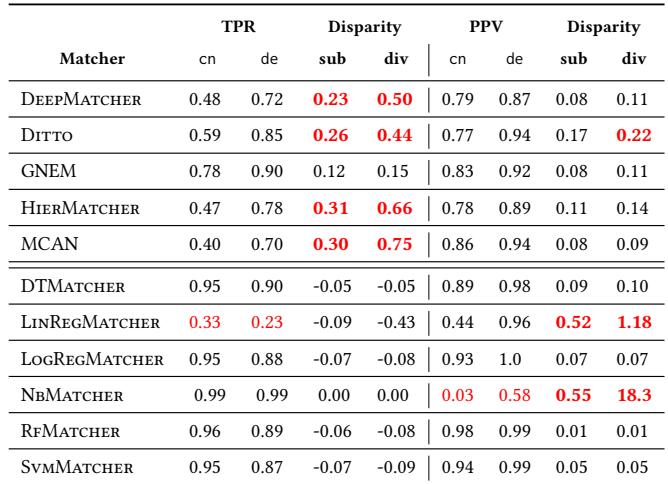 TPR Disparity PPV Disparity
Matcher cn de sub div cn de sub div
DeepMatcher 0.48 0.72 0.23 0.50 0.79 0.87 0.08 0.11
Ditto 0.59 0.85 0.26 0.44 0.77 0.94 0.17 0.22
GNEM 0.78 0.90 0.12 0.15 0.83 0.92 0.08 0.11
HierMatcher 0.47 0.78 0.31 0.66 0.78 0.89 0.11 0.14
MCAN 0.40 0.70 0.30 0.75 0.86 0.94 0.08 0.09
DTMatcher 0.95 0.90 -0.05 -0.05 0.89 0.98 0.09 0.10
LinRegMatcher 0.33 0.23 -0.09 -0.43 0.44 0.96 0.52 1.18
LogRegMatcher 0.95 0.88 -0.07 -0.08 0.93 1.0 0.07 0.07
NbMatcher 0.99 0.99 0.00 0.00 0.03 0.58 0.55 18.3
RfMatcher 0.96 0.89 -0.06 -0.08 0.98 0.99 0.01 0.01
SvmMatcher 0.95 0.87 -0.07 -0.09 0.94 0.99 0.05 0.05